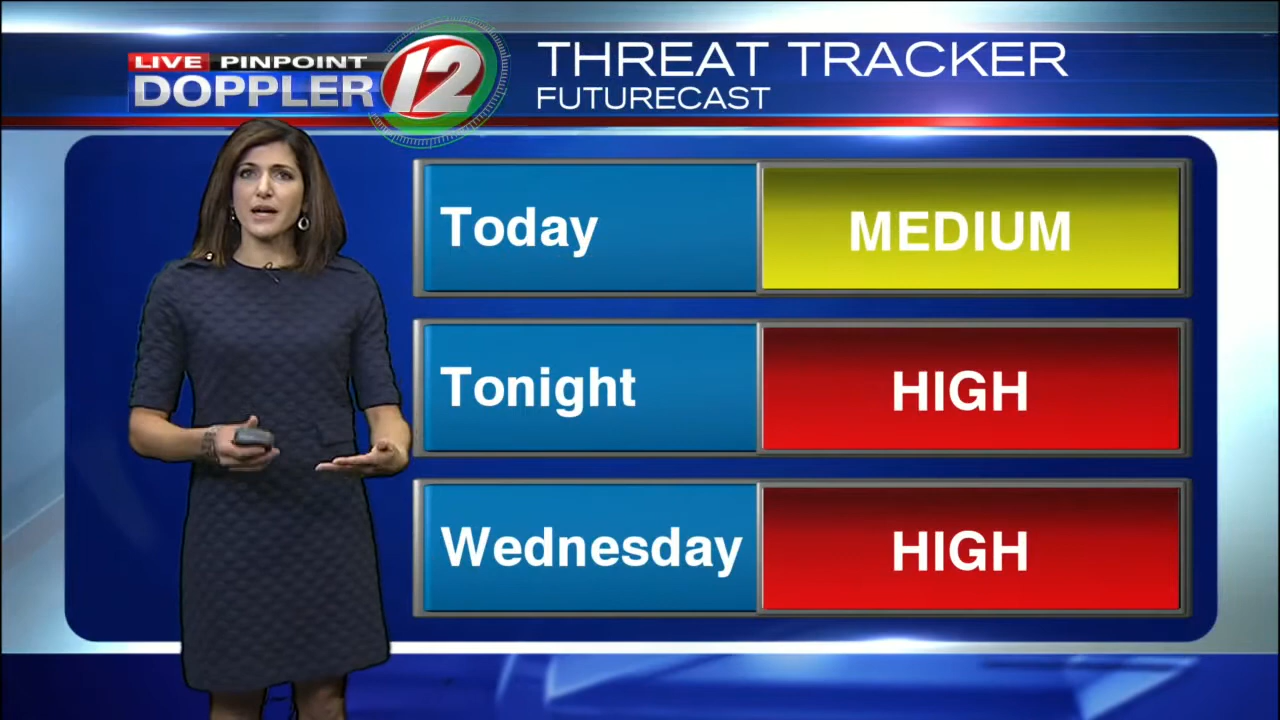 LIVE PINPOINT
DOPPLER 12
THREAT TRACKER
FUTURECAST
Today MEDIUM
Tonight HIGH
Wednesday HIGH